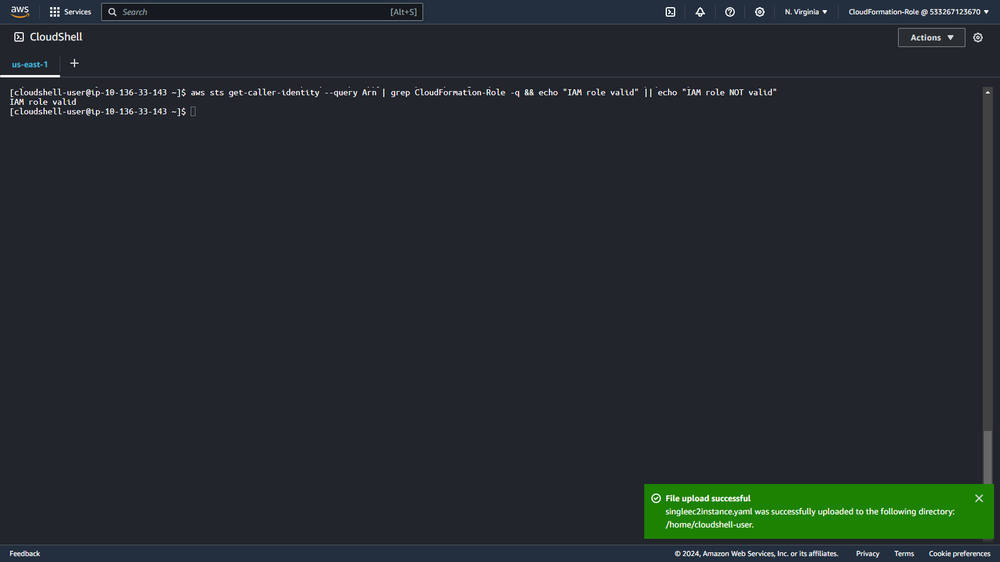 aws Services Search [Alt+S] N. Virginia ▼ CloudFormation-Role @ 533267123670 ▼
CloudShell Actions ▼
us-east-1 +
[cloudshell-user@ip-10-136-33-143 ~]$ aws sts get-caller-identity --query Arn | grep CloudFormation-Role -q && echo "IAM role valid" || echo "IAM role NOT valid"
IAM role valid
[cloudshell-user@ip-10-136-33-143 ~]$
File upload successful
singleec2instance.yaml was successfully uploaded to the following directory:
/home/cloudshell-user.
Feedback © 2024, Amazon Web Services, Inc. or its affiliates. Privacy Terms Cookie preferences